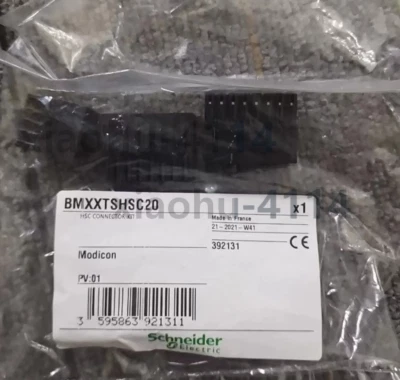 BMXXTSHSC20
HSC CONNECTOR KIT
x1
Made in France
21-2021-W41
392131
CE
Modicon
PV:01
3 595863 921311
Schneider
Electric